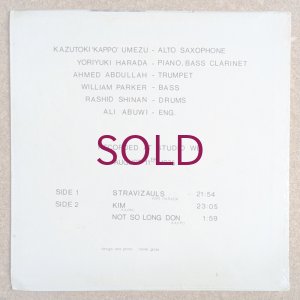 KAZUTOKI 'KAPPO' UMEZU - ALTO SAXOPHONE
YORIYUKI HARADA - PIANO, BASS CLARINET
AHMED ABDULLAH - TRUMPET
WILLIAM PARKER - BASS
RASHID SHINAN - DRUMS
ALI ABUWI - ENG.
SOLD
AT STUDIO
SIDE 1 STRAVIZAULS - 21:54
SIDE 2 KIM 23:05
NOT SO LONG DON 1:59